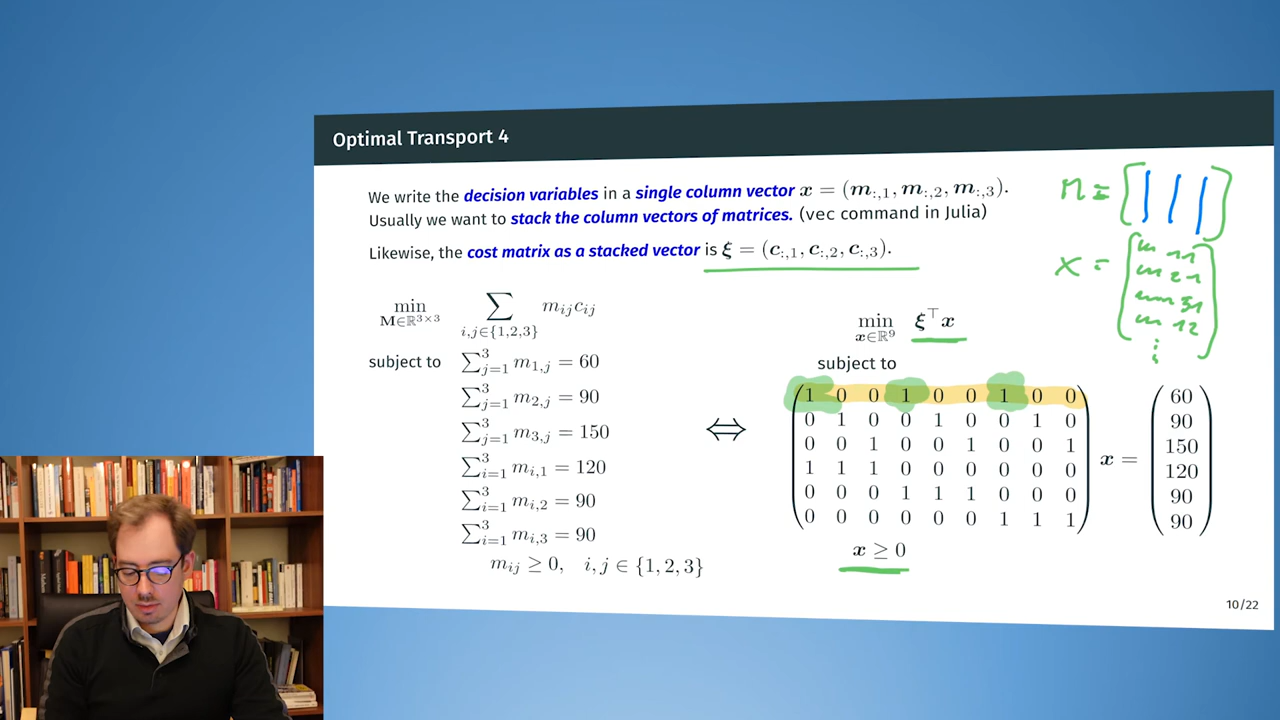 Optimal Transport 4
We write the decision variables in a single column vector x = (m:,1, m:,2, m:,3).
Usually we want to stack the column vectors of matrices. (vec command in Julia)
Likewise, the cost matrix as a stacked vector is ξ = (c:,1, c:,2, c:,3).
M = [ | | | ]
x =
m 11
m 21
m 31
m 12
⋮
min M∈ℝ³ˣ³ ∑ i,j∈{1,2,3} mij cij
subject to ∑³j=1 m1,j = 60
∑³j=1 m2,j = 90
∑³j=1 m3,j = 150
∑³i=1 mi,1 = 120
∑³i=1 mi,2 = 90
∑³i=1 mi,3 = 90
mij ≥ 0, i, j ∈ {1, 2, 3}
⇔
min x∈ℝ⁹ ξ⊤x
subject to
1 0 0 1 0 0 1 0 0 60
0 1 0 0 1 0 0 1 0 90
0 0 1 0 0 1 0 0 1 x = 150
1 1 1 0 0 0 0 0 0 120
0 0 0 1 1 1 0 0 0 90
0 0 0 0 0 0 1 1 1 90
x ≥ 0
10/22